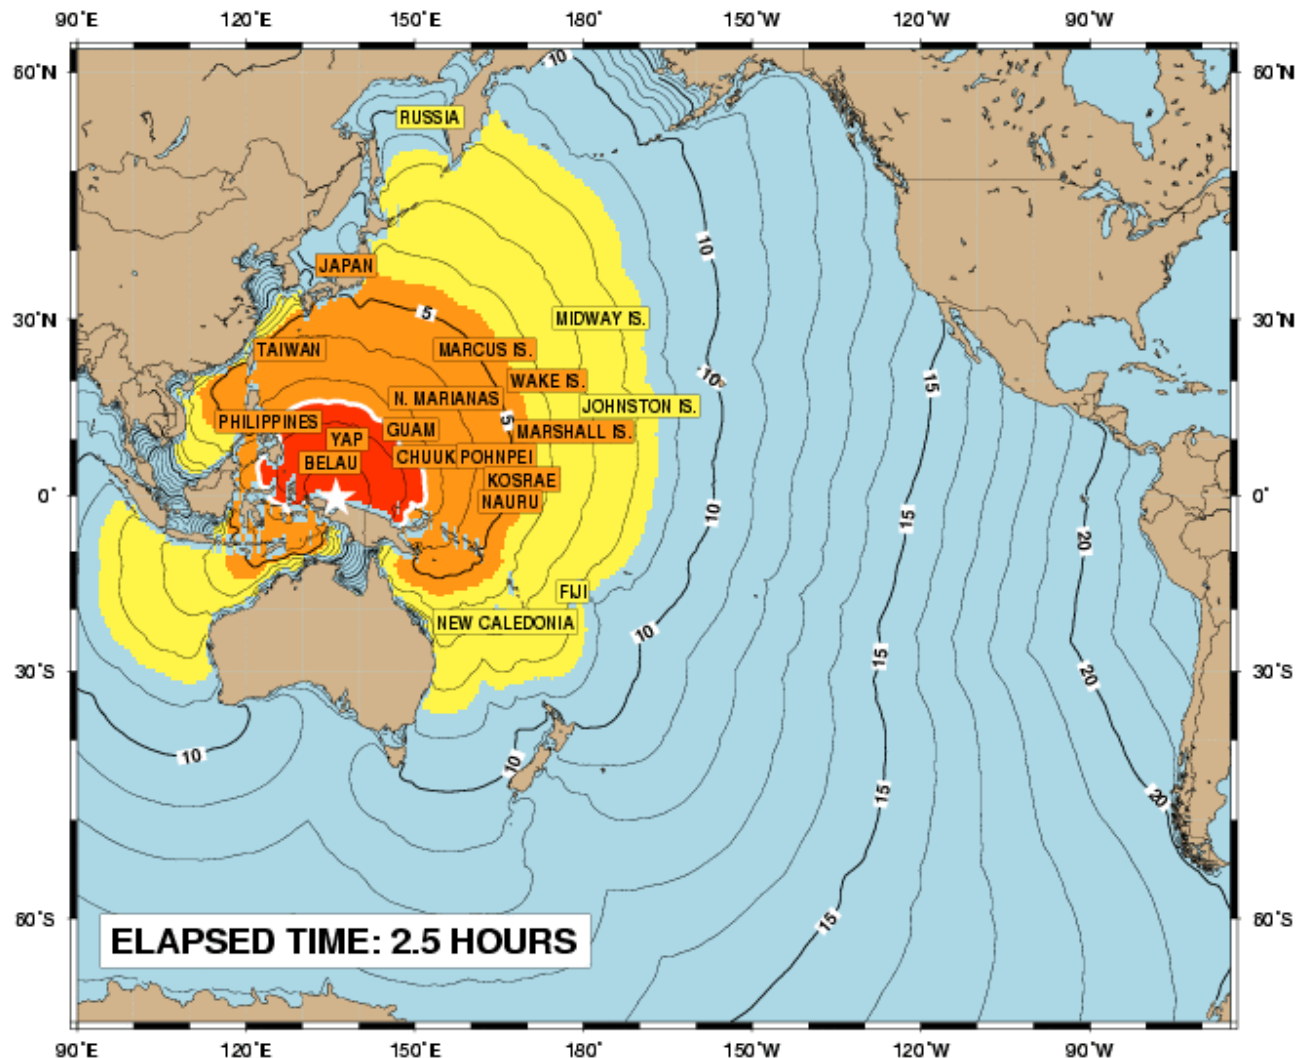 90°E 120°E 150°E 180° 150°W 120°W 90°W
60°N 10 60°N
RUSSIA
10
JAPAN
30°N 5 MIDWAY IS. 30°N
TAIWAN MARCUS IS.
10 15
WAKE IS.
N. MARIANAS JOHNSTON IS.
PHILIPPINES GUAM 5 MARSHALL IS.
YAP
BELAU CHUUK POHNPEI
KOSRAE
0° NAURU 10 15 0°
20
FIJI
NEW CALEDONIA 10
15
30°S 20 30°S
10 10
15 20
60°S 15 60°S
ELAPSED TIME: 2.5 HOURS
90°E 120°E 150°E 180° 150°W 120°W 90°W